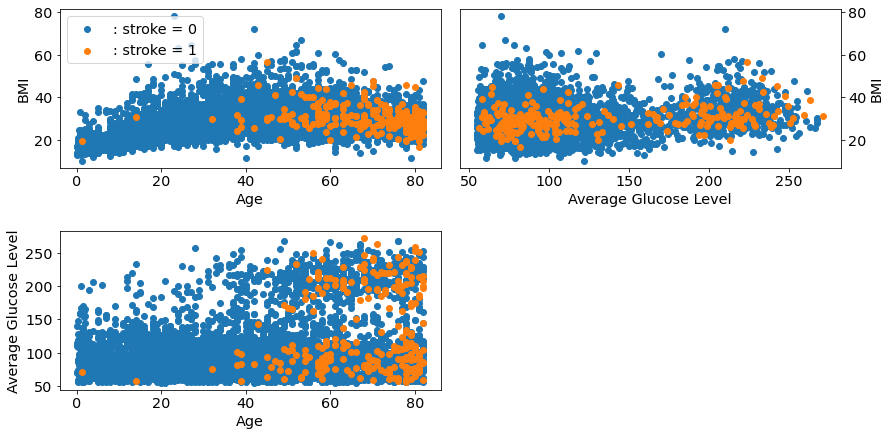 80
60
40
20
BMI
: stroke = 0
: stroke = 1
0 20 40 60 80
Age
80
60
40
20
BMI
50 100 150 200 250
Average Glucose Level
250
200
150
100
50
Average Glucose Level
0 20 40 60 80
Age